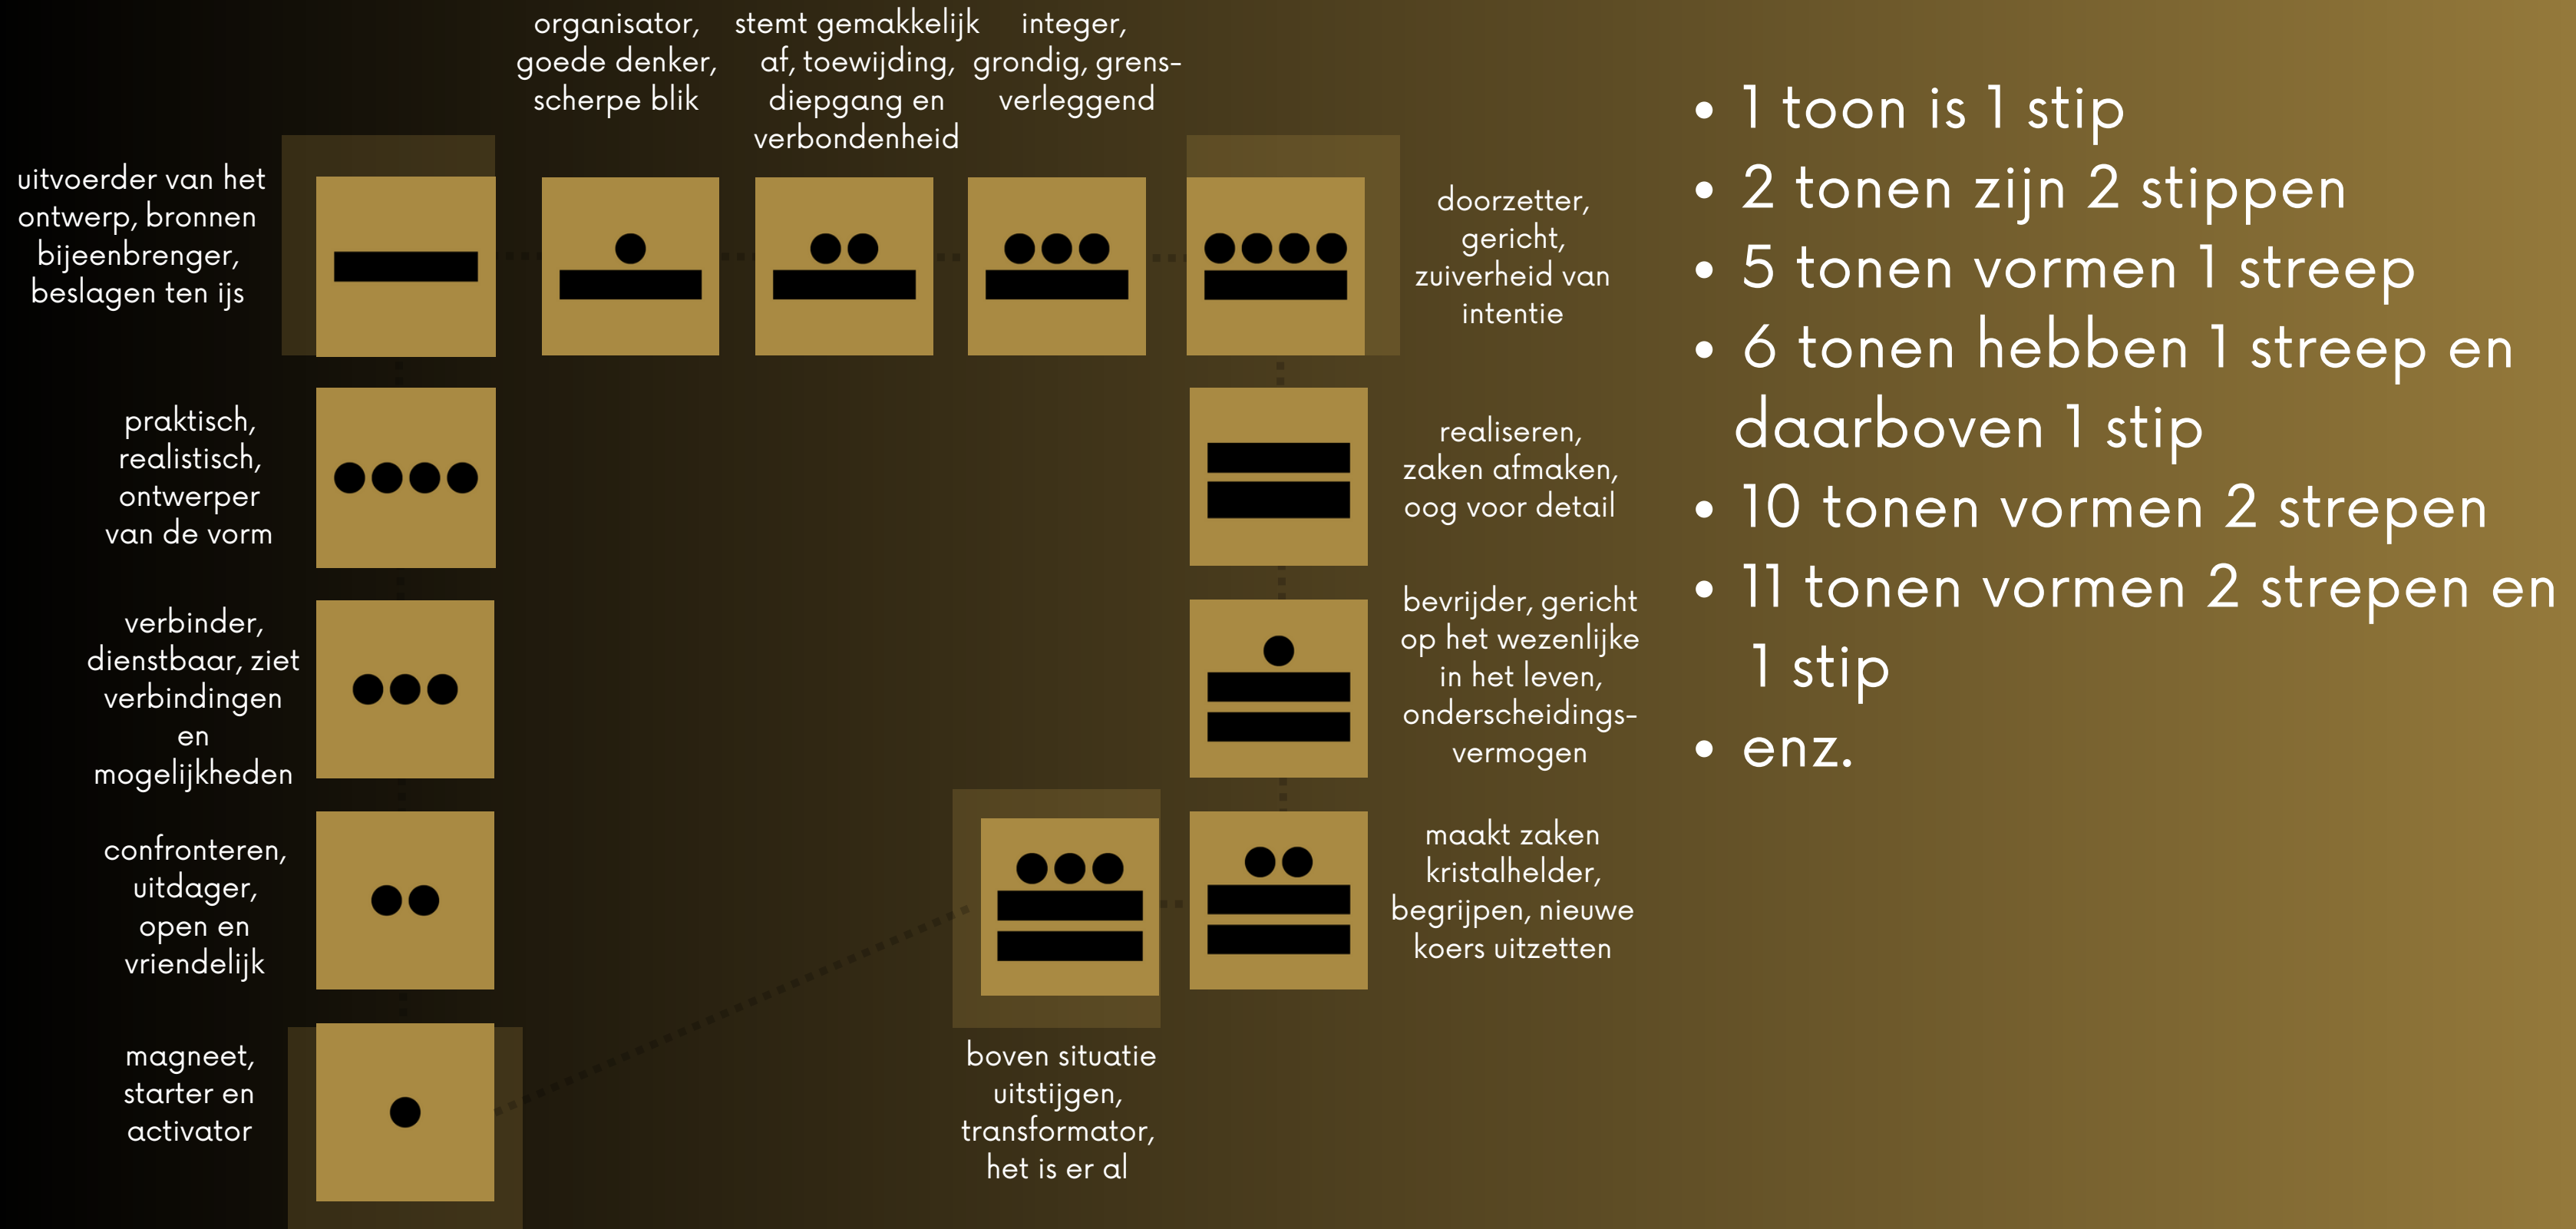 organisator,
goede denker,
scherpe blik
stemt gemakkelijk
af, toewijding,
diepgang en
verbondenheid
integer,
grondig, grens-
verleggend
uitvoerder van het
ontwerp, bronnen
bijeenbrenger,
beslagen ten ijs
doorzetter,
gericht,
zuiverheid van
intentie
praktisch,
realistisch,
ontwerper
van de vorm
realiseren,
zaken afmaken,
oog voor detail
verbinder,
dienstbaar, ziet
verbindingen
en
mogelijkheden
bevrijder, gericht
op het wezenlijke
in het leven,
onderscheidings-
vermogen
confronteren,
uitdager,
open en
vriendelijk
maakt zaken
kristalhelder,
begrijpen, nieuwe
koers uitzetten
magneet,
starter en
activator
boven situatie
uitstijgen,
transformator,
het is er al
• 1 toon is 1 stip
• 2 tonen zijn 2 stippen
• 5 tonen vormen 1 streep
• 6 tonen hebben 1 streep en
daarboven 1 stip
• 10 tonen vormen 2 strepen
• 11 tonen vormen 2 strepen en
1 stip
• enz.